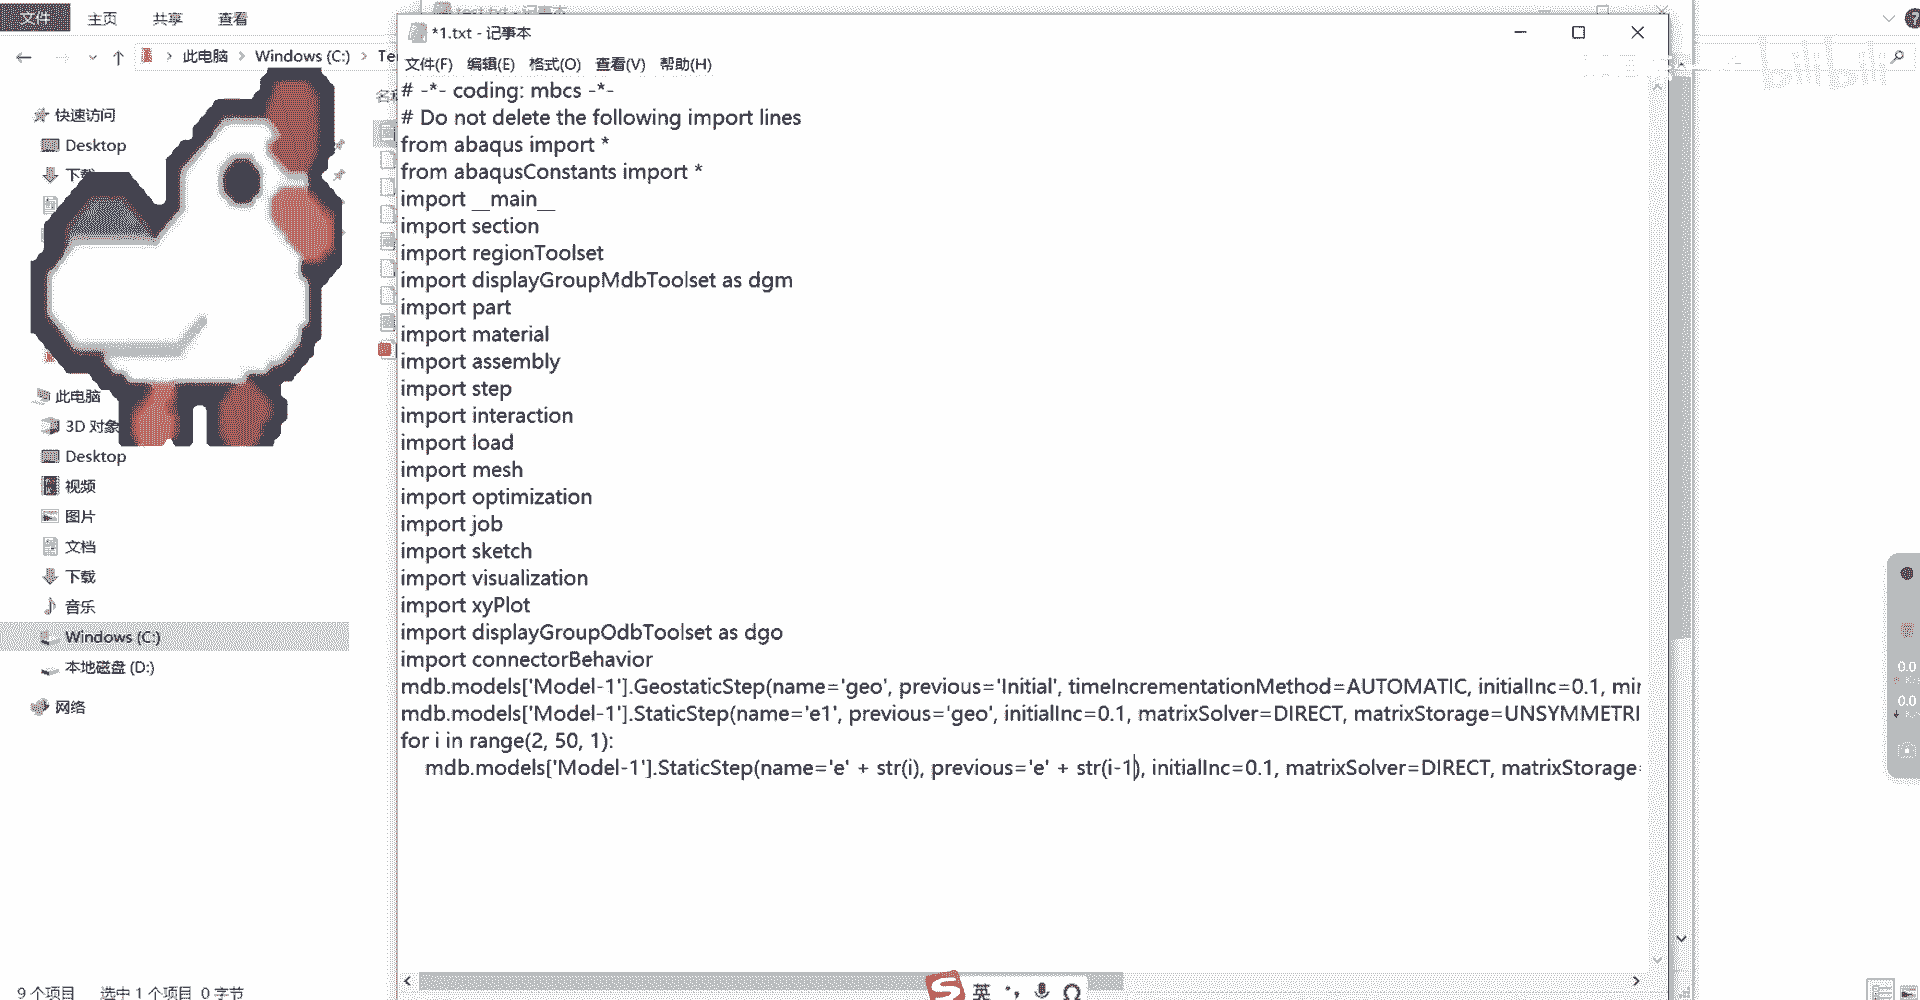 文件 主页 共享 查看
此电脑 Windows (C:)
*1.txt - 记事本
文件(F) 编辑(E) 格式(O) 查看(V) 帮助(H)
快速访问
Desktop
下载
此电脑
3D 对象
Desktop
视频
图片
文档
下载
音乐
Windows (C:)
本地磁盘 (D:)
网络
# -*- coding: mbcs -*-
# Do not delete the following import lines
from abaqus import *
from abaqusConstants import *
import __main__
import section
import regionToolset
import displayGroupMdbToolset as dgm
import part
import material
import assembly
import step
import interaction
import load
import mesh
import optimization
import job
import sketch
import visualization
import xyPlot
import displayGroupOdbToolset as dgo
import connectorBehavior
mdb.models['Model-1'].GeostaticStep(name='geo', previous='Initial', timeIncrementationMethod=AUTOMATIC, initialInc=0.1,
mdb.models['Model-1'].StaticStep(name='e1', previous='geo', initialInc=0.1, matrixSolver=DIRECT, matrixStorage=UNSYMMETRI
for i in range(2, 50, 1):
mdb.models['Model-1'].StaticStep(name='e' + str(i), previous='e' + str(i-1), initialInc=0.1, matrixSolver=DIRECT, matrixStorage=
9 个项目 选中 1 个项目 0 字节
英
0.0
0.0
bilibili